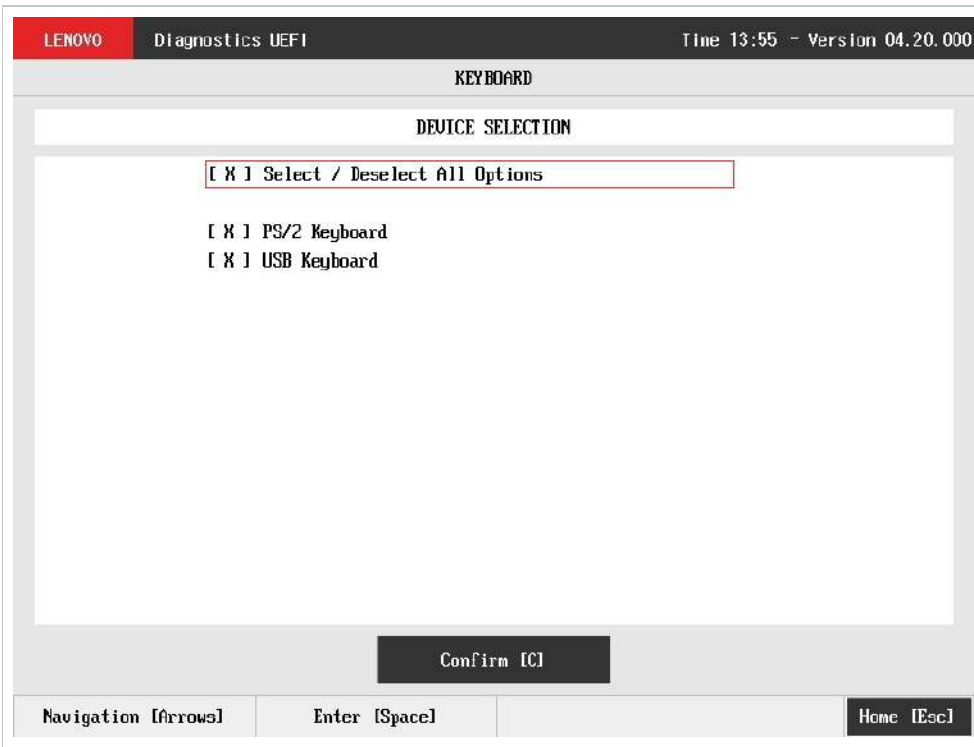 LENOVO Diagnostics UEFI Time 13:55 - Version 04.20.000
KEYBOARD
DEVICE SELECTION
[ X ] Select / Deselect All Options
[ X ] PS/2 Keyboard
[ X ] USB Keyboard
Confirm [C]
Navigation [Arrows] Enter [Space] Home [Esc]